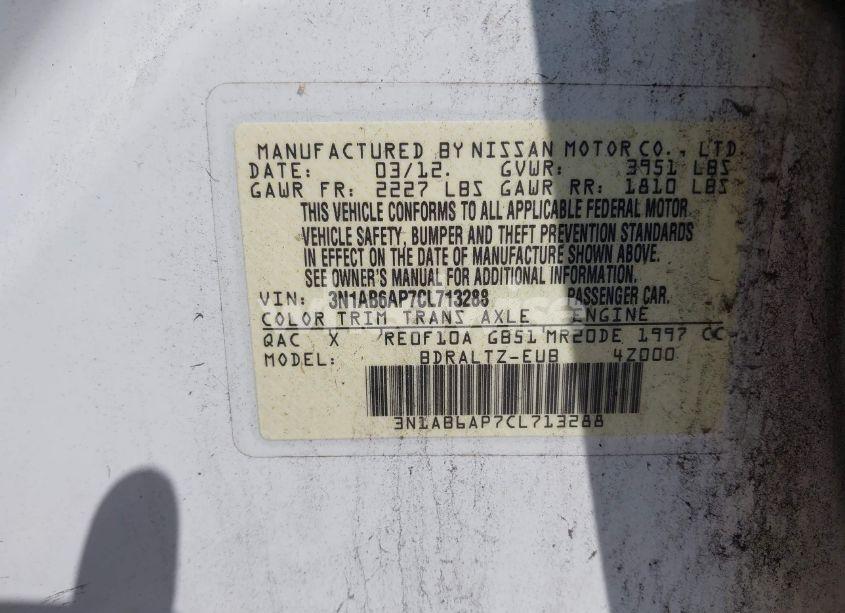 MANUFACTURED BY NISSAN MOTOR CO., LTD.
DATE: 03/12. GVWR: 3951 LBS
GAWR FR: 2227 LBS GAWR RR: 1810 LBS
THIS VEHICLE CONFORMS TO ALL APPLICABLE FEDERAL MOTOR
VEHICLE SAFETY, BUMPER AND THEFT PREVENTION STANDARDS
IN EFFECT ON THE DATE OF MANUFACTURE SHOWN ABOVE.
SEE OWNER'S MANUAL FOR ADDITIONAL INFORMATION.
VIN: 3N1AB6AP7CL713288 PASSENGER CAR.
COLOR TRIM TRANS AXLE ENGINE
QAC X RE0F10A GB51 MR20DE 1997 CC
MODEL: BDRALTZ-EUB 4Z000
3N1AB6AP7CL713288